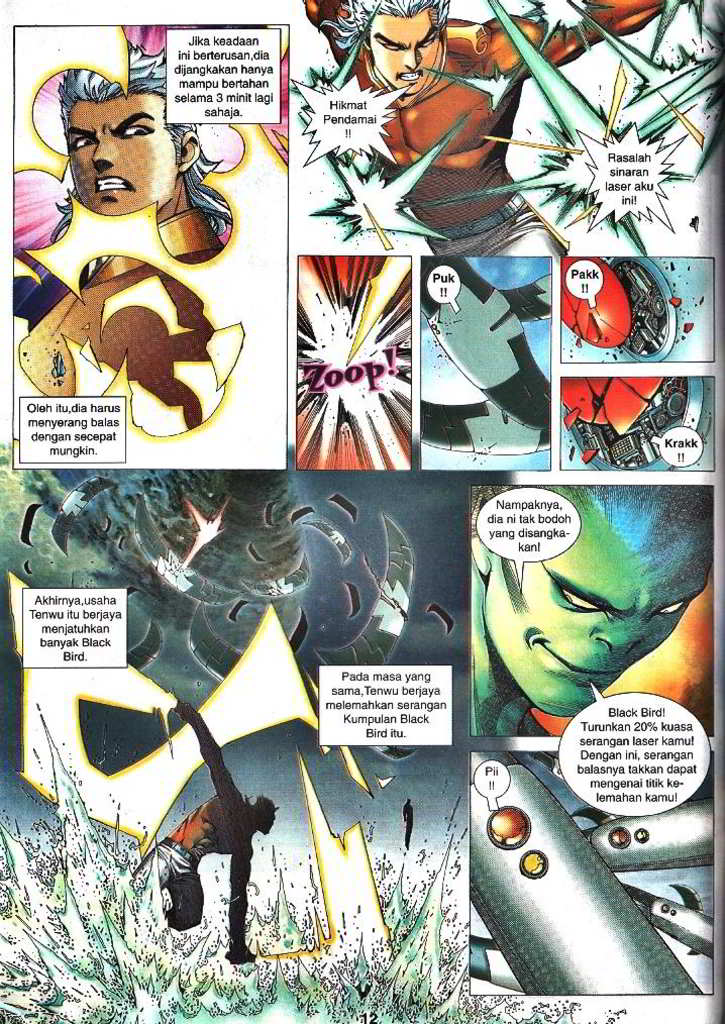 Jika keadaan
ini berterusan,dia
dijangkakan hanya
mampu bertahan
selama 3 minit lagi
sahaja.
Hikmat
Pendamai
!!
Rasalah
sinaran
laser aku
ini!
Oleh itu,dia harus
menyerang balas
dengan secepat
mungkin.
Zoop!
Puk
!!
Pakk
!!
Krakk
!!
Akhirnya,usaha
Tenwu itu berjaya
menjatuhkan
banyak Black
Bird.
Pada masa yang
sama,Tenwu berjaya
melemahkan serangan
Kumpulan Black
Bird itu.
Nampaknya,
dia ni tak bodoh
yang disangka-
kan!
Black Bird!
Turunkan 20% kuasa
serangan laser kamu!
Dengan ini, serangan
balasnya takkan dapat
mengenai titik ke-
lemahan kamu!
Pii
!!
12